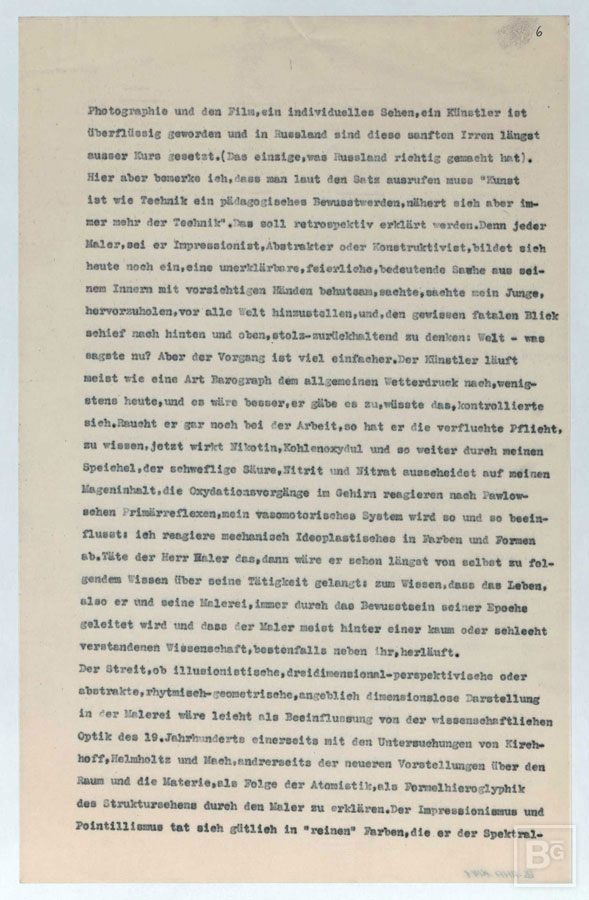 6
Photographie und den Film,ein individuelles Sehen,ein Künstler ist
überflüssig geworden und in Russland sind diese sanften Irren längst
ausser Kurs gesetzt.(Das einzige,was Russland richtig gemacht hat).
Hier aber bemerke ich,dass man laut den Satz ausrufen muss "Kunst
ist wie Technik ein pädagogisches Bewusstwerden,nähert sich aber im-
mer mehr der Technik".Das soll retrospektiv erklärt werden.Denn jeder
Maler,sei er Impressionist,Abstrakter oder Konstruktivist,bildet sich
heute noch ein,eine unerklärbare,feierliche,bedeutende Sache aus sei-
nem Innern mit vorsichtigen Händen behutsam,sachte,sachte mein Junge,
hervorzuholen,vor alle Welt hinzustellen,und,den gewissen fatalen Blick
schief nach hinten und oben,stolz-zurückhaltend zu denken: Welt - was
sagste nu? Aber der Vorgang ist viel einfacher.Der Künstler läuft
meist wie eine Art Barograph dem allgemeinen Wetterdruck nach,wenig-
stens heute,und es wäre besser,er gäbe es zu,wüsste das,kontrollierte
sich.Raucht er gar noch bei der Arbeit,so hat er die verfluchte Pflicht,
zu wissen,jetzt wirkt Nikotin,Kohlenoxydul und so weiter durch meinen
Speichel,der schweflige Säure,Nitrit und Nitrat ausscheidet auf meinen
Mageninhalt,die Oxydationsvorgänge im Gehirn reagieren nach Pawlow-
schen Primärreflexen,mein vasomotorisches System wird so und so beein-
flusst: ich reagiere mechanisch Ideoplastisches in Farben und Formen
ab.Täte der Herr Maler das,dann wäre er schon längst von selbst zu fol-
gendem Wissen über seine Tätigkeit gelangt: zum Wissen,dass das Leben,
also er und seine Malerei,immer durch das Bewusstsein seiner Epoche
geleitet wird und dass der Maler meist hinter einer kaum oder schlecht
verstandenen Wissenschaft,bestenfalls neben ihr,herläuft.
Der Streit,ob illusionistische,dreidimensional-perspektivische oder
abstrakte,rhytmisch-geometrische,angeblich dimensionslose Darstellung
in der Malerei wäre leicht als Beeinflussung von der wissenschaftlichen
Optik des 19.Jahrhunderts einerseits mit den Untersuchungen von Kirch-
hoff,Helmholtz und Mach,andrerseits der neueren Vorstellungen über den
Raum und die Materie,als Folge der Atomistik,als Formelhieroglyphik
des Struktursehens durch den Maler zu erklären.Der Impressionismus und
Pointillismus tat sich gütlich in "reinen" Farben,die er der Spektral-
BG